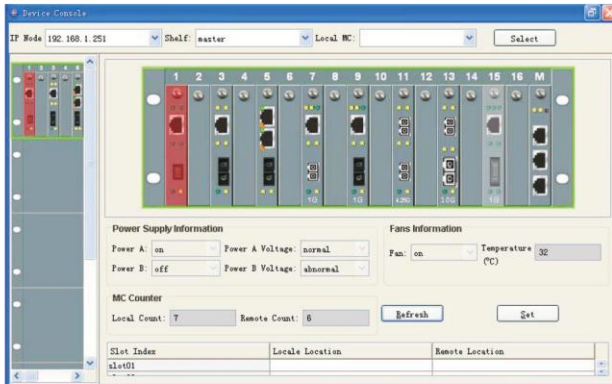 Device Console
IP Node 192.168.1.251 Shelf: master Local MC: Select
1 2 3 4 5 6 7 8 9 10 11 12 13 14 15 16 M
1G 1G 4.25G 10G 1G
Power Supply Information Fans Information
Power A: on Power A Voltage: normal Fan: on Temperature (°C) 32
Power B: off Power B Voltage: abnormal
MC Counter
Local Count: 7 Remote Count: 6 Refresh Set
Slot Index Locale Location Remote Location
slot01